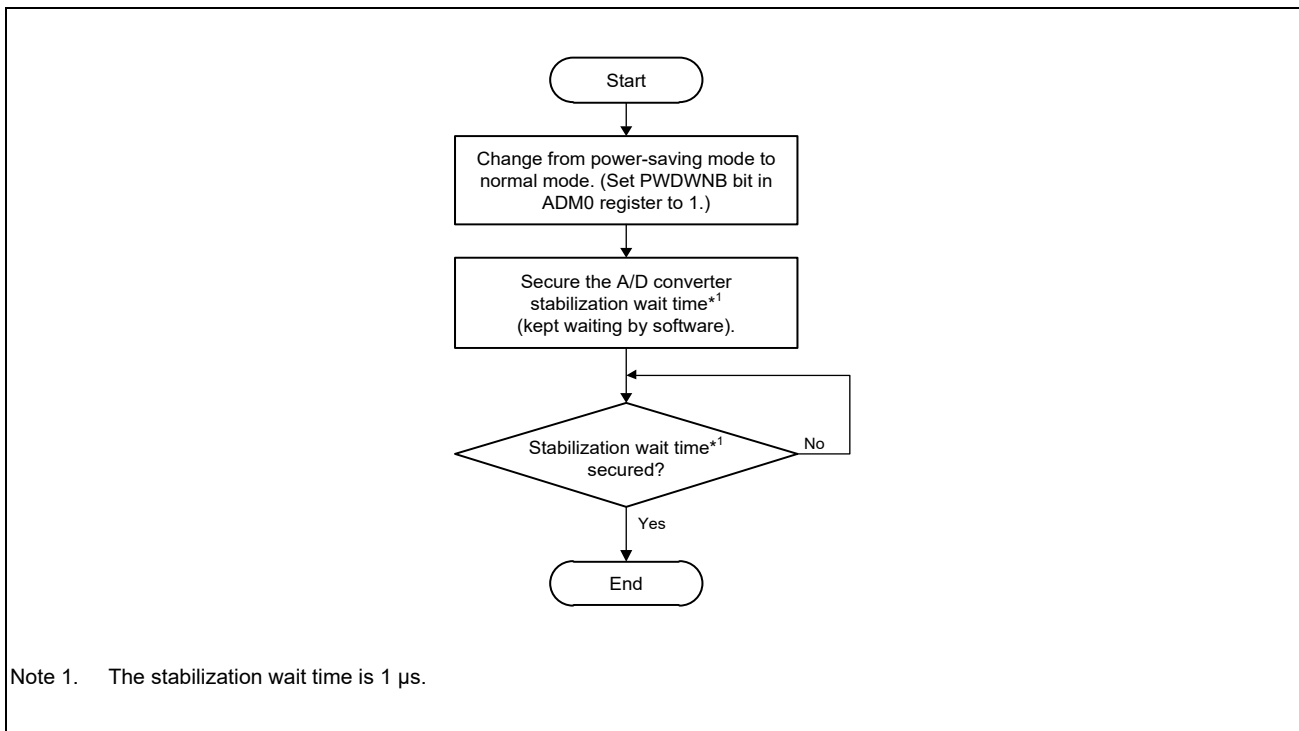 Start
Change from power-saving mode to
normal mode. (Set PWDWNB bit in
ADM0 register to 1.)
Secure the A/D converter
stabilization wait time*1
(kept waiting by software).
Stabilization wait time*1
secured?
No
Yes
End
Note 1. The stabilization wait time is 1 μs.